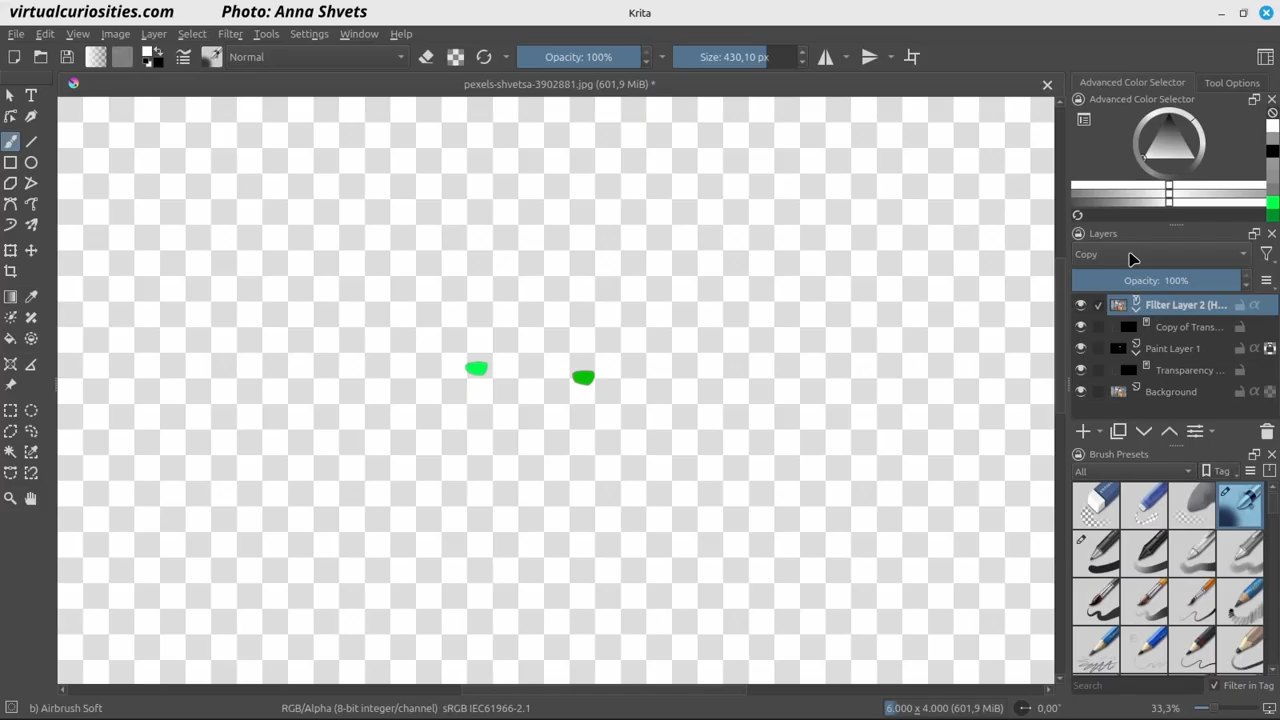 virtualcuriosities.com Photo: Anna Shvets
Krita
File Edit View Image Layer Select Filter Tools Settings Window Help
Normal
Opacity: 100%
Size: 430,10 px
pexels-shvetsa-3902881.jpg (601,9 MiB) *
Advanced Color Selector
Tool Options
Advanced Color Selector
Layers
Copy
Opacity: 100%
Filter Layer 2 (H...
Copy of Trans...
Paint Layer 1
Transparency ...
Background
Brush Presets
All
Tag
Search
Filter in Tag
b) Airbrush Soft
RGB/Alpha (8-bit integer/channel) sRGB IEC61966-2.1
6.000 x 4.000 (601,9 MiB)
0,00°
33,3%